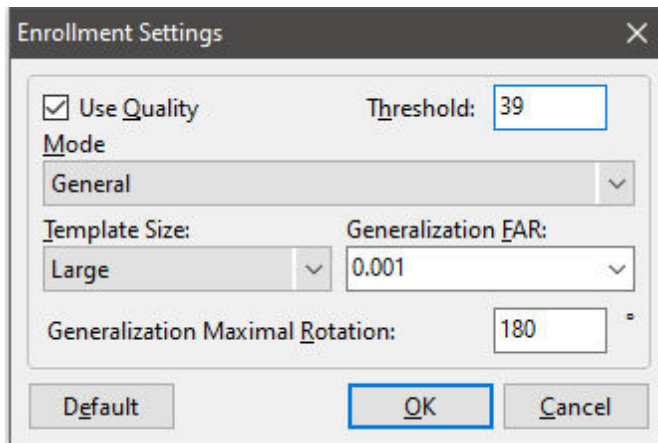 Enrollment Settings
Use Quality Threshold: 39
Mode
General
Template Size: Generalization FAR:
Large 0.001
Generalization Maximal Rotation: 180 °
Default OK Cancel